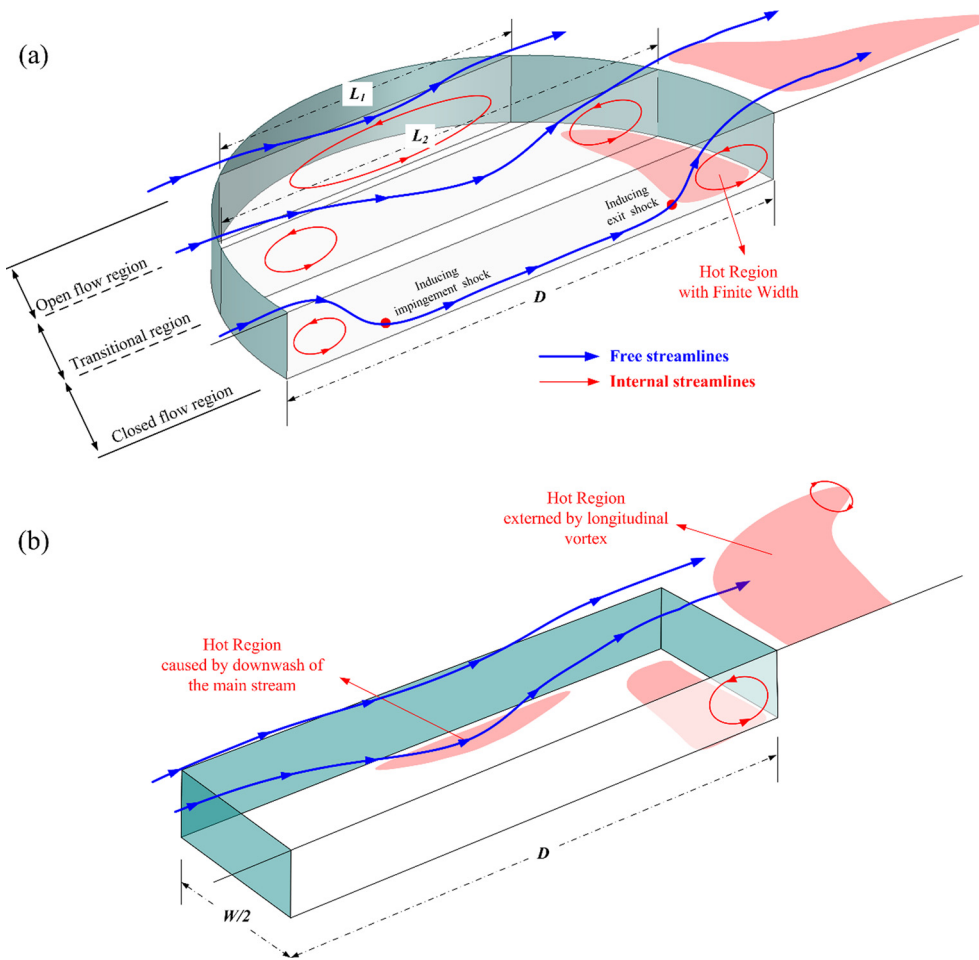 (a)
L1
L2
Inducing
exit shock
Inducing
impingement shock
D
Hot Region
with Finite Width
Open flow region
Transitional region
Closed flow region
Free streamlines
Internal streamlines
(b)
Hot Region
externed by longitudinal
vortex
Hot Region
caused by downwash of
the main stream
D
W/2